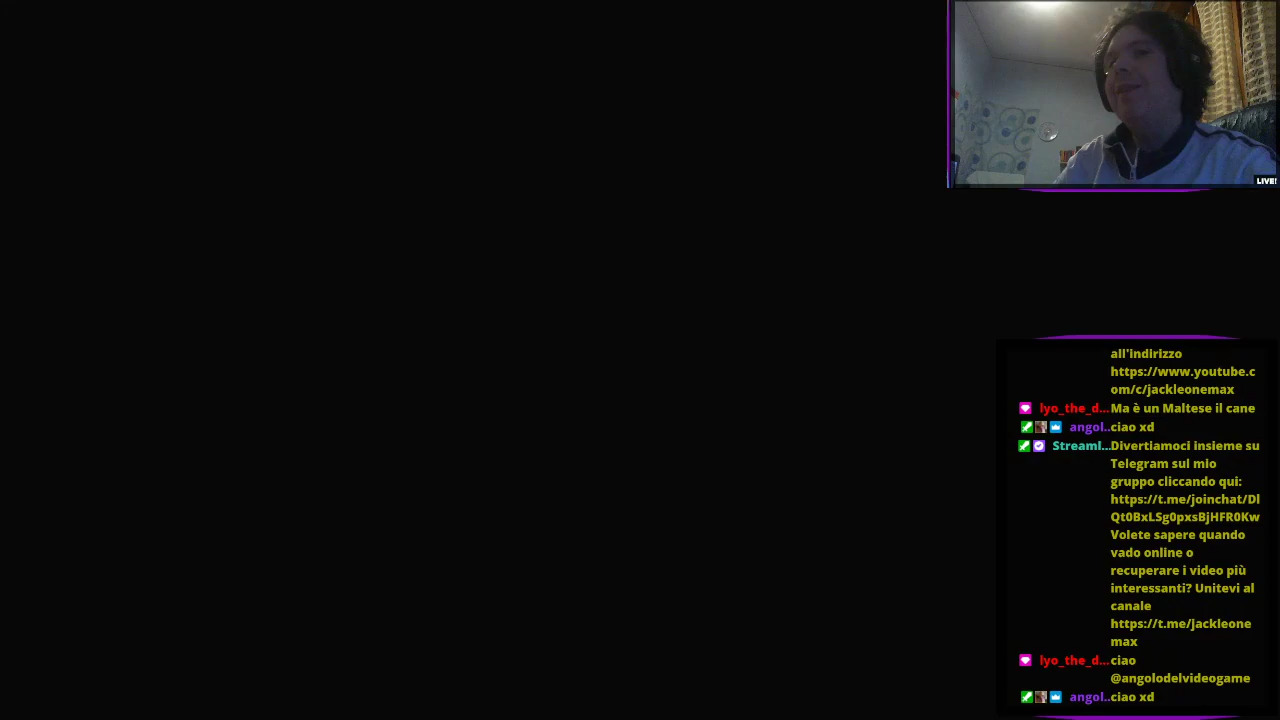 LIVE!
all'indirizzo
https://www.youtube.c
om/c/jackleonemax
lyo_the_d... Ma è un Maltese il cane
angol.. ciao xd
Streaml... Divertiamoci insieme su
Telegram sul mio
gruppo cliccando qui:
https://t.me/joinchat/Dl
Qt0BxLSg0pxsBjHFR0Kw
Volete sapere quando
vado online o
recuperare i video più
interessanti? Unitevi al
canale
https://t.me/jackleone
max
lyo_the_d... ciao
@angolodelvideogame
angol.. ciao xd